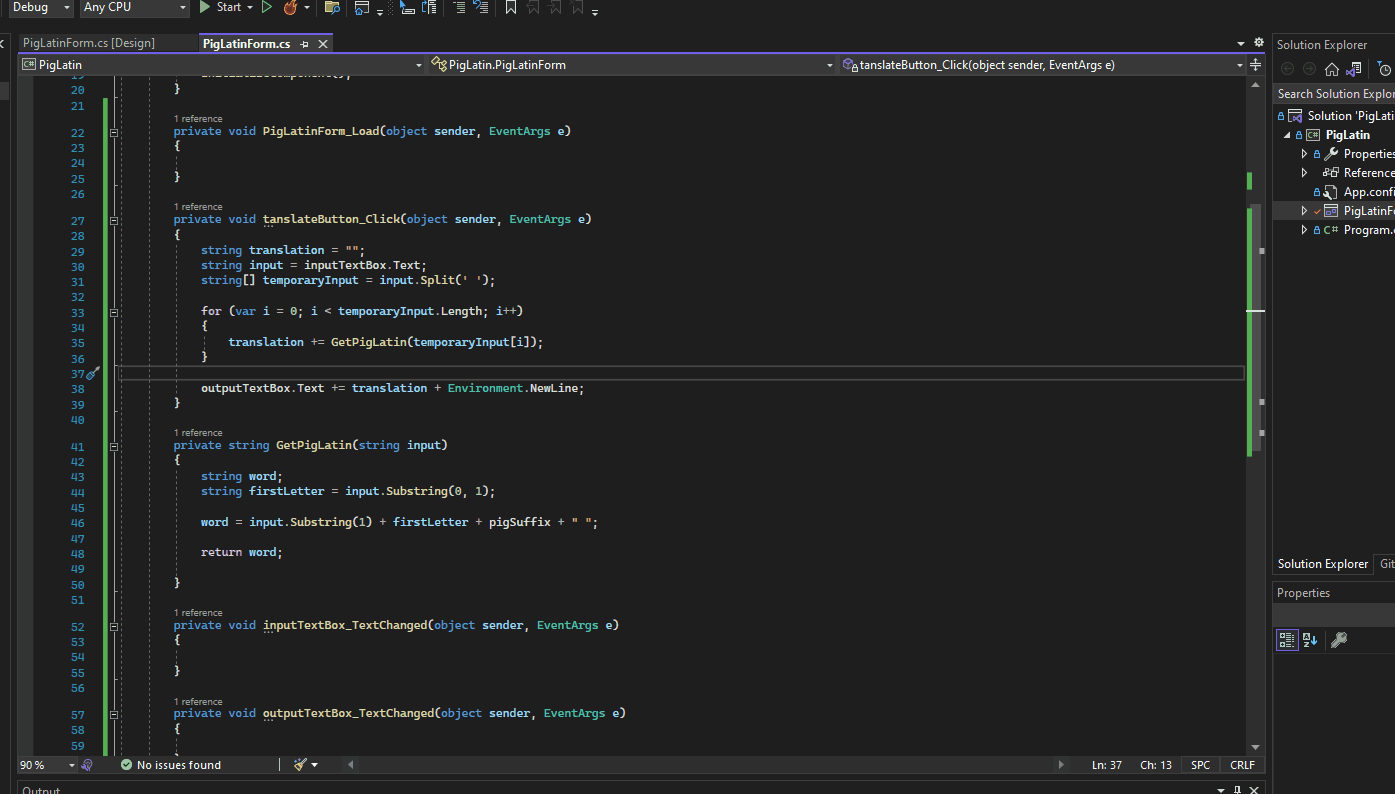 Debug Any CPU Start
PigLatinForm.cs [Design] PigLatinForm.cs
C# PigLatin PigLatin.PigLatinForm tanslateButton_Click(object sender, EventArgs e)
20 }
21
1 reference
22 private void PigLatinForm_Load(object sender, EventArgs e)
23 {
24
25 }
26
1 reference
27 private void tanslateButton_Click(object sender, EventArgs e)
28 {
29 string translation = "";
30 string input = inputTextBox.Text;
31 string[] temporaryInput = input.Split(' ');
32
33 for (var i = 0; i < temporaryInput.Length; i++)
34 {
35 translation += GetPigLatin(temporaryInput[i]);
36 }
37
38 outputTextBox.Text += translation + Environment.NewLine;
39 }
40
1 reference
41 private string GetPigLatin(string input)
42 {
43 string word;
44 string firstLetter = input.Substring(0, 1);
45
46 word = input.Substring(1) + firstLetter + pigSuffix + " ";
47
48 return word;
49
50 }
51
1 reference
52 private void inputTextBox_TextChanged(object sender, EventArgs e)
53 {
54
55 }
56
1 reference
57 private void outputTextBox_TextChanged(object sender, EventArgs e)
58 {
59
90 % No issues found Ln: 37 Ch: 13 SPC CRLF
Output
Solution Explorer
Search Solution Explor
Solution 'PigLati
C# PigLatin
Properties
Reference
App.confi
PigLatinFo
C# Program.c
Solution Explorer Git
Properties